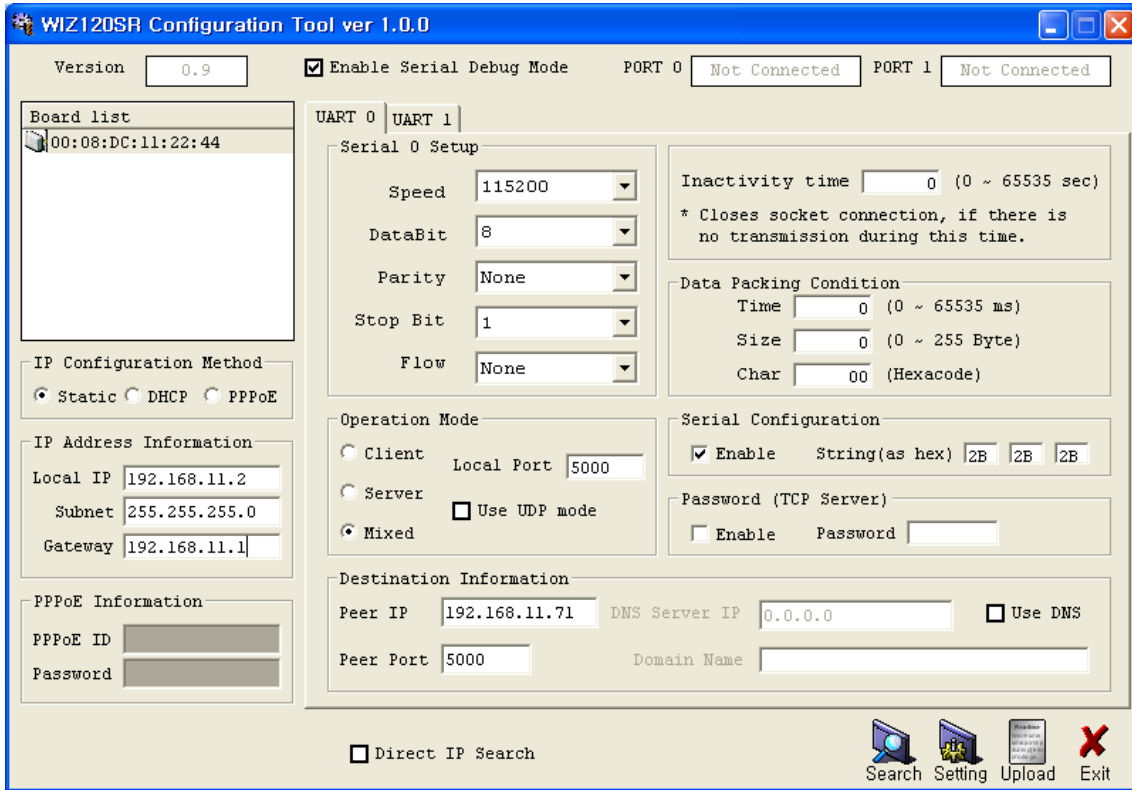 WIZ120SR Configuration Tool ver 1.0.0
Version 0.9 Enable Serial Debug Mode PORT 0 Not Connected PORT 1 Not Connected
Board list
00:08:DC:11:22:44
IP Configuration Method
Static DHCP PPPoE
IP Address Information
Local IP 192.168.11.2
Subnet 255.255.255.0
Gateway 192.168.11.1
PPPoE Information
PPPoE ID
Password
UART 0 UART 1
Serial 0 Setup
Speed 115200
DataBit 8
Parity None
Stop Bit 1
Flow None
Inactivity time 0 (0 ~ 65535 sec)
* Closes socket connection, if there is
no transmission during this time.
Data Packing Condition
Time 0 (0 ~ 65535 ms)
Size 0 (0 ~ 255 Byte)
Char 00 (Hexacode)
Operation Mode
Client
Server
Mixed
Local Port 5000
Use UDP mode
Serial Configuration
Enable String(as hex) 2B 2B 2B
Password (TCP Server)
Enable Password
Destination Information
Peer IP 192.168.11.71 DNS Server IP 0.0.0.0 Use DNS
Peer Port 5000 Domain Name
Direct IP Search
Search Setting Upload Exit